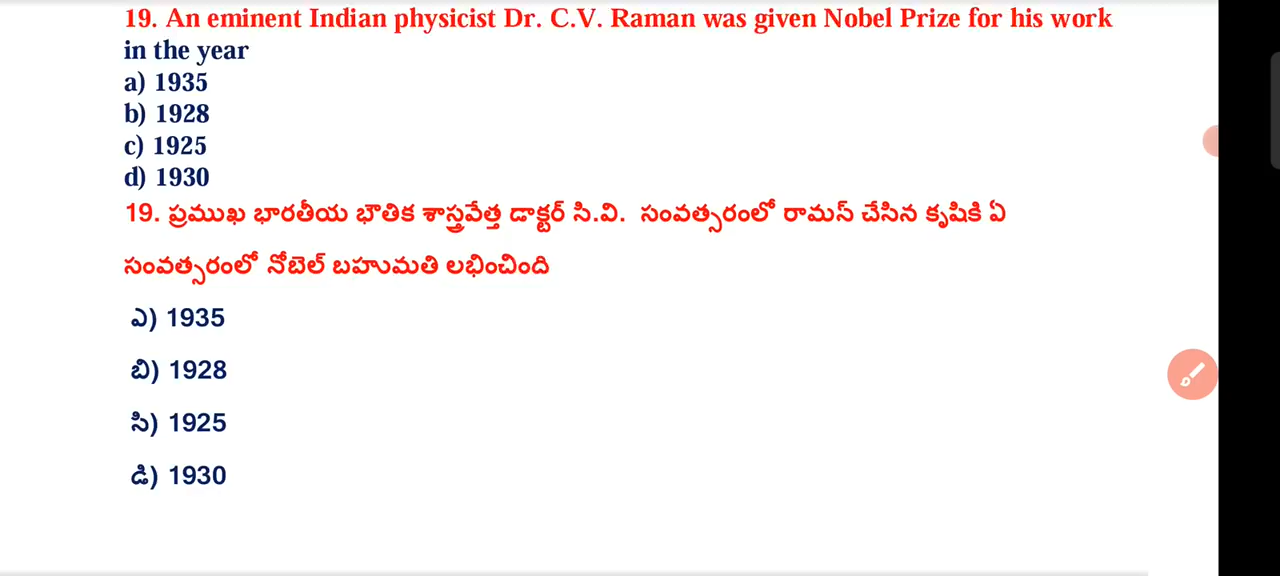 19. An eminent Indian physicist Dr. C.V. Raman was given Nobel Prize for his work
in the year
a) 1935
b) 1928
c) 1925
d) 1930
19. ప్రముఖ భారతీయ భౌతిక శాస్త్రవేత్త డాక్టర్ సి.వి. సంవత్సరంలో రామన్ చేసిన కృషికి ఏ
సంవత్సరంలో నోబెల్ బహుమతి లభించింది
ఎ) 1935
బి) 1928
సి) 1925
డి) 1930